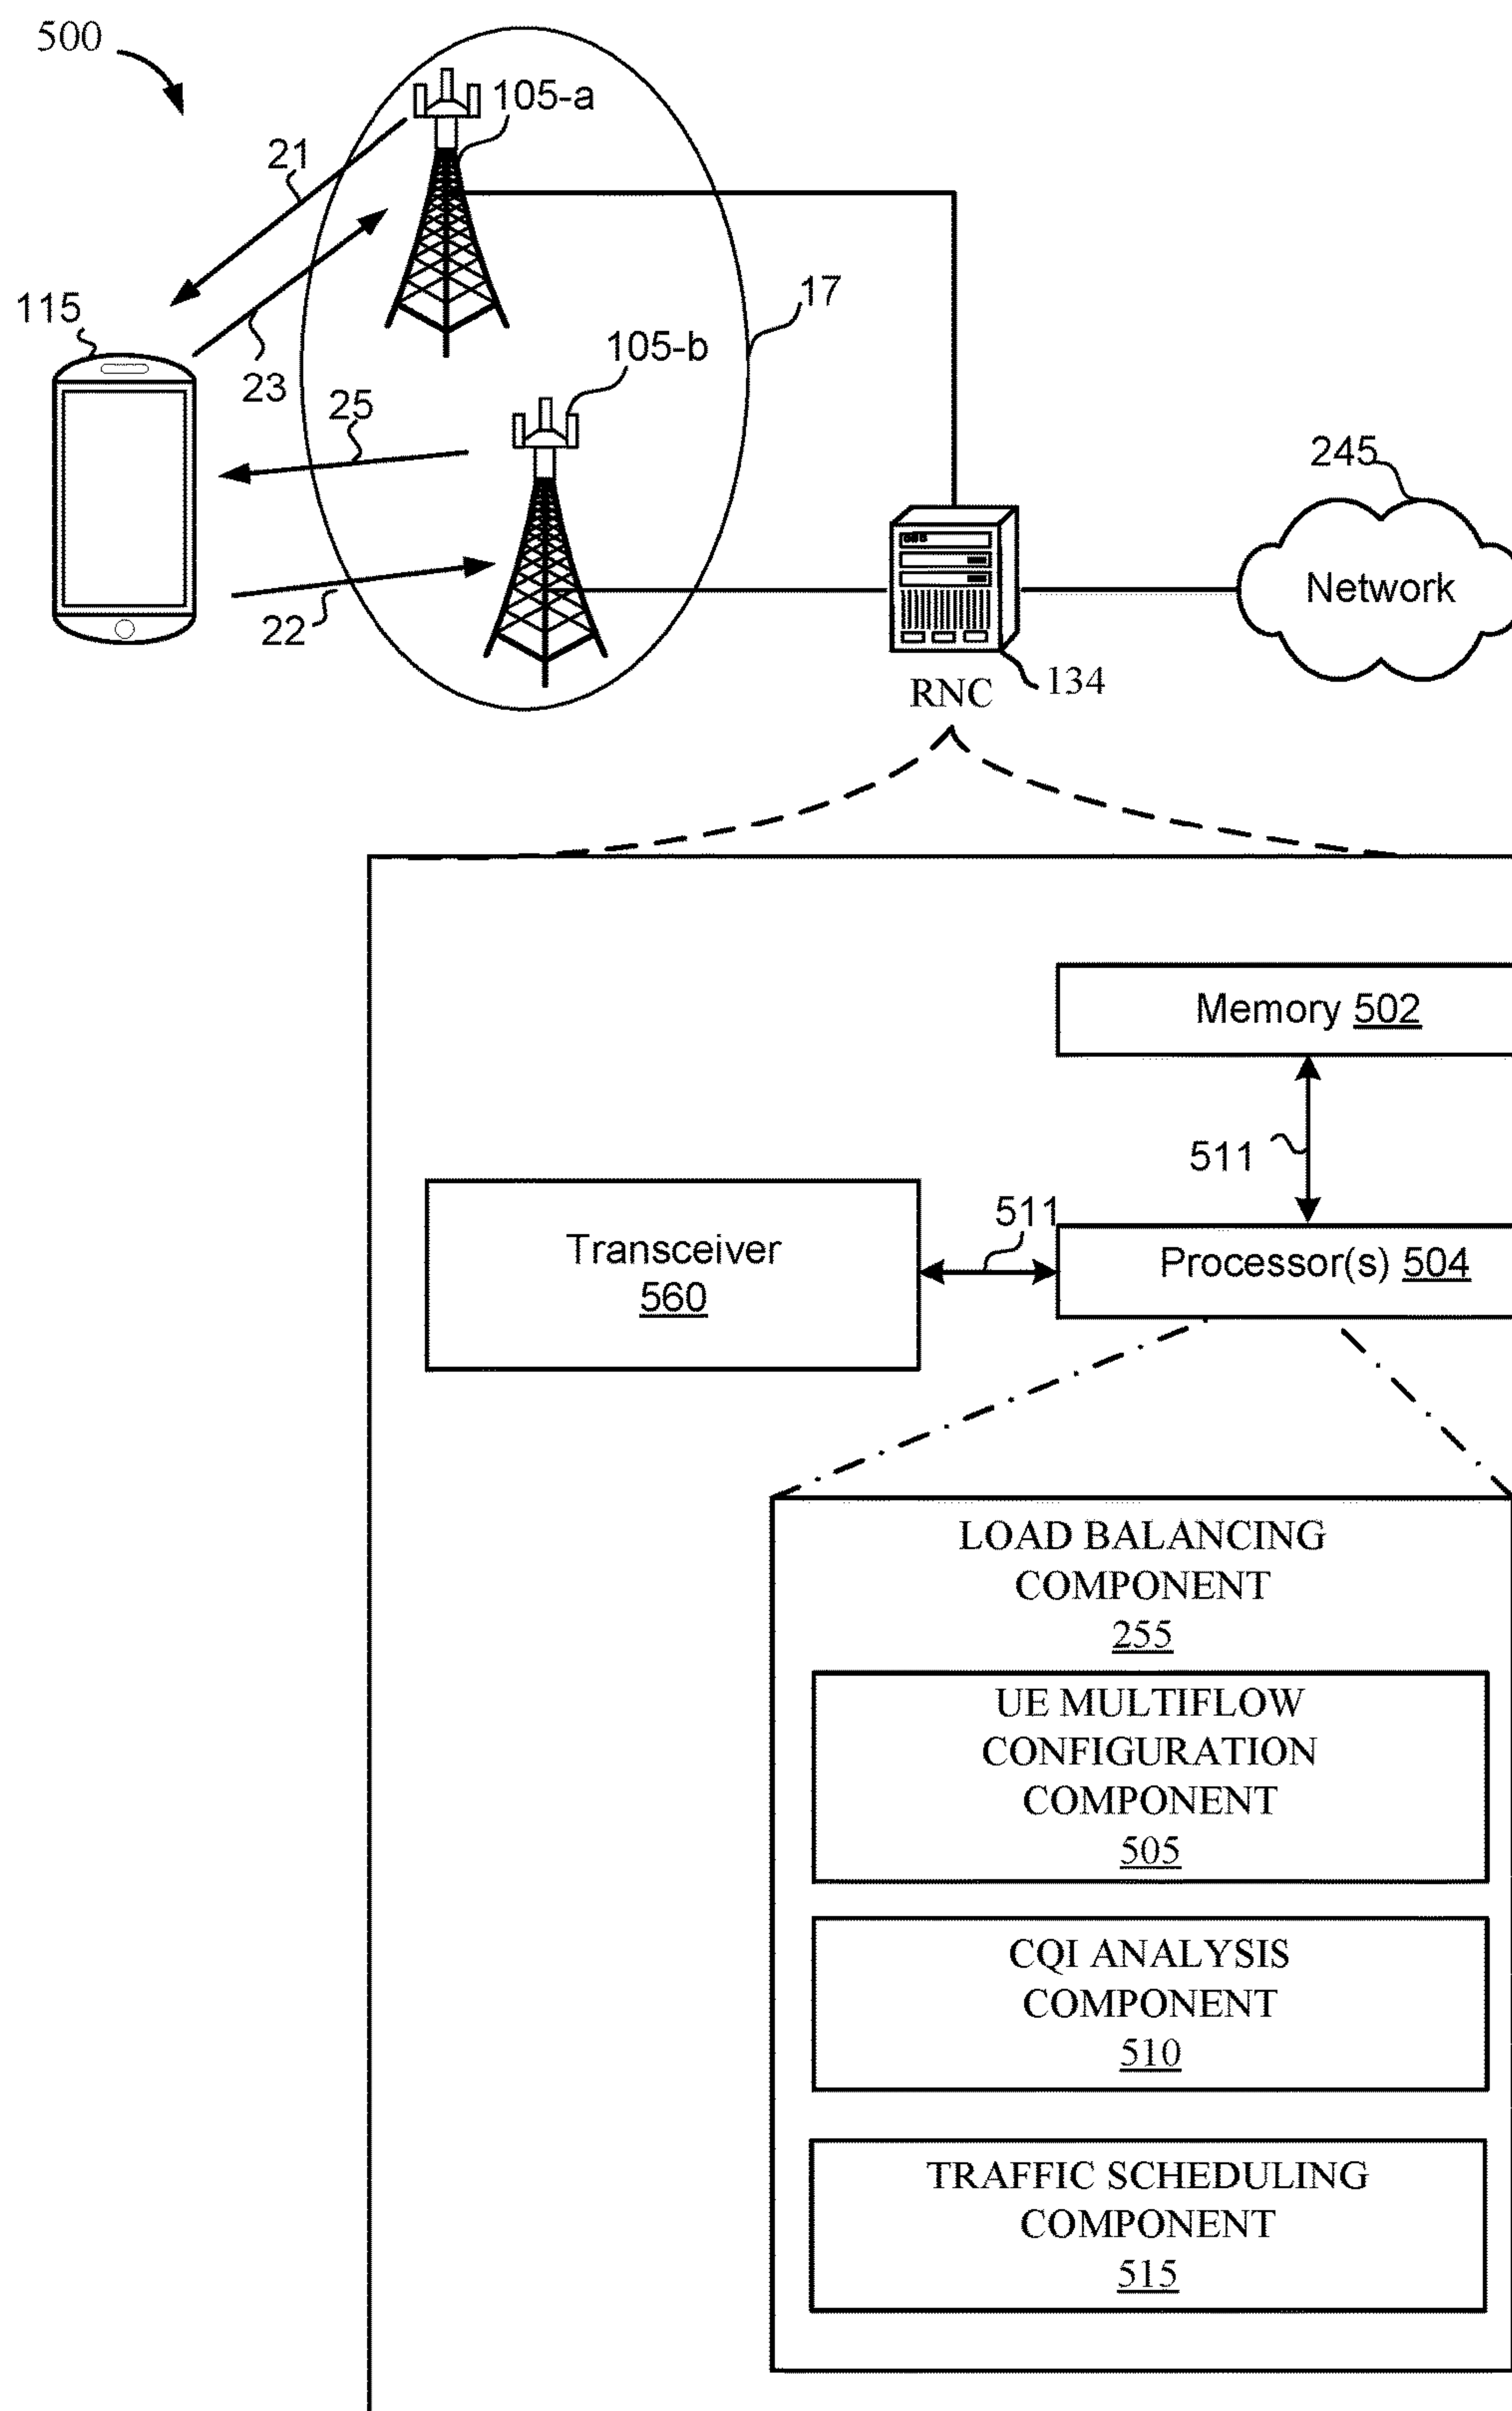 500
105-a
21
17
115
105-b
23
25
245
Network
22
134
RNC
Memory 502
511
511
Transceiver
560
Processor(s) 504
LOAD BALANCING
COMPONENT
255
UE MULTIFLOW
CONFIGURATION
COMPONENT
505
CQI ANALYSIS
COMPONENT
510
TRAFFIC SCHEDULING
COMPONENT
515